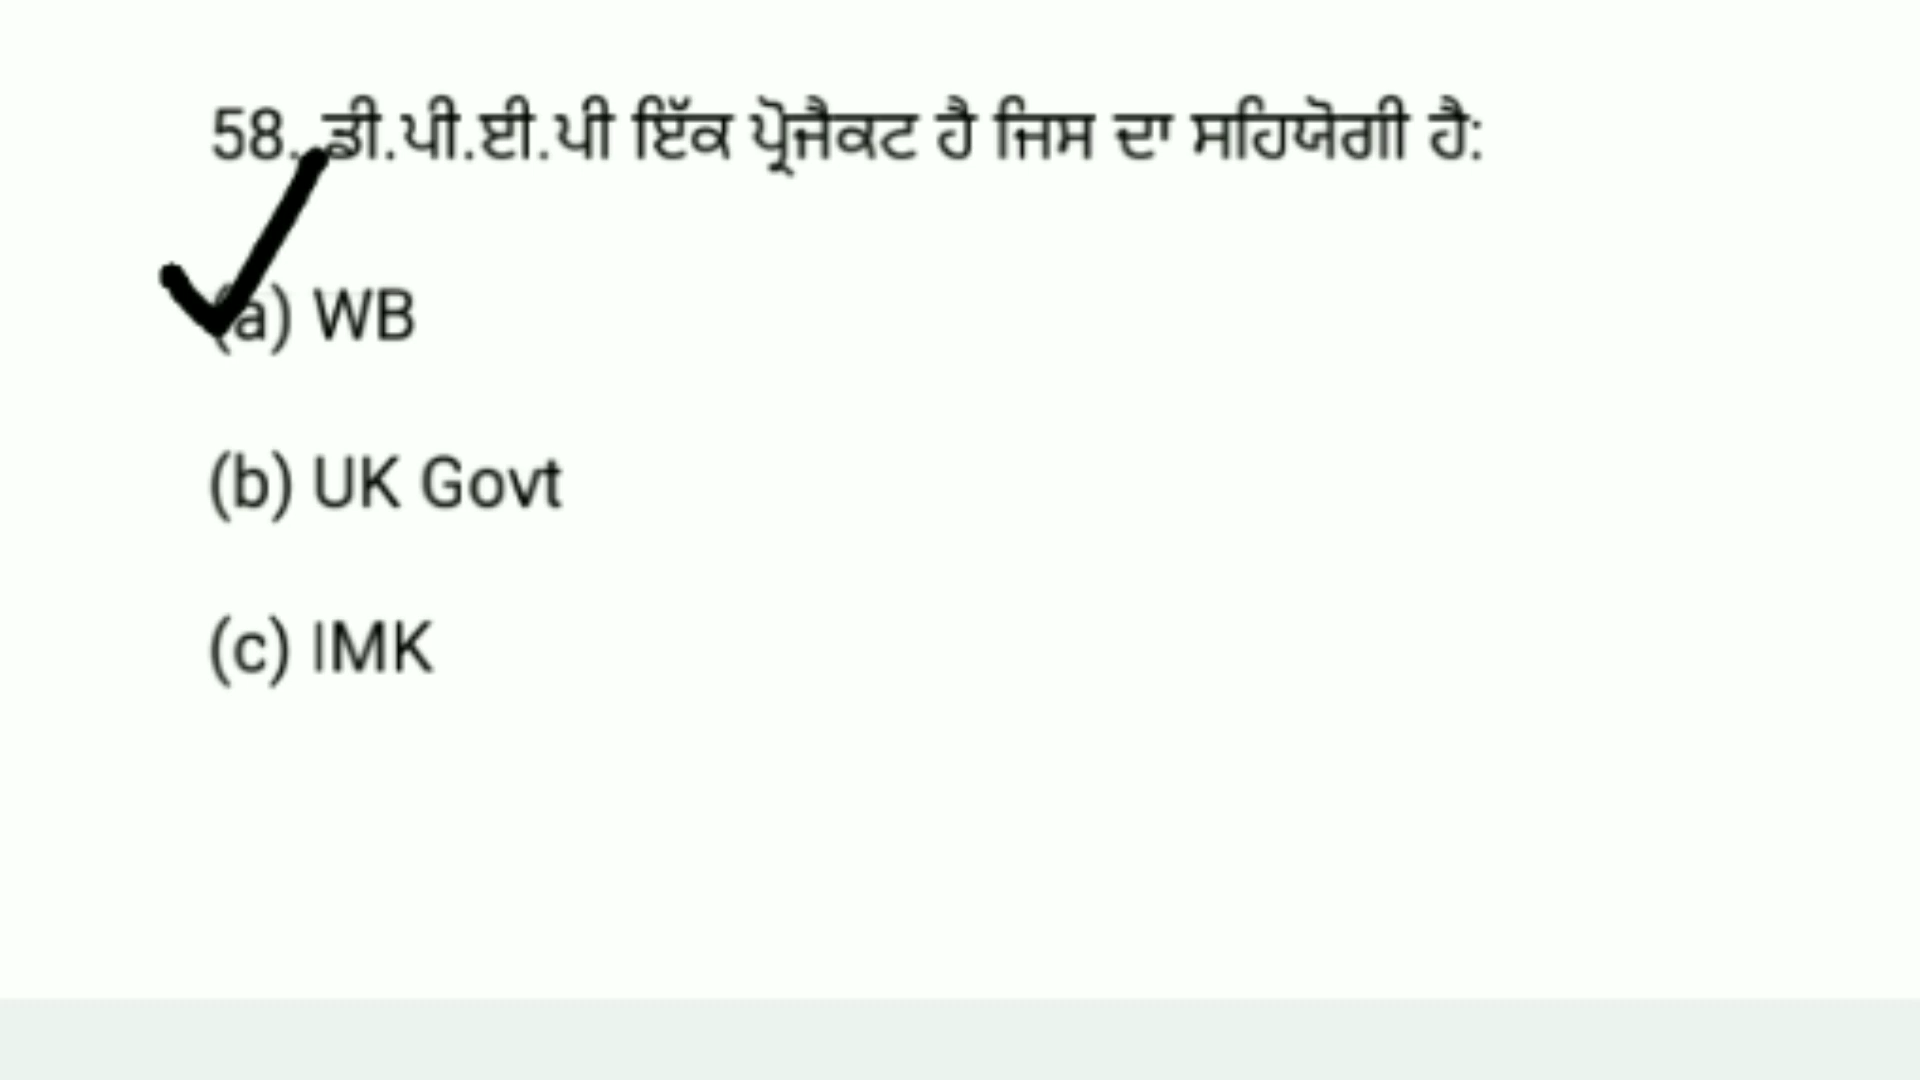 58. ਡੀ.ਪੀ.ਈ.ਪੀ ਇੱਕ ਪ੍ਰੋਜੈਕਟ ਹੈ ਜਿਸ ਦਾ ਸਹਿਯੋਗੀ ਹੈ:
(a) WB
(b) UK Govt
(c) IMK